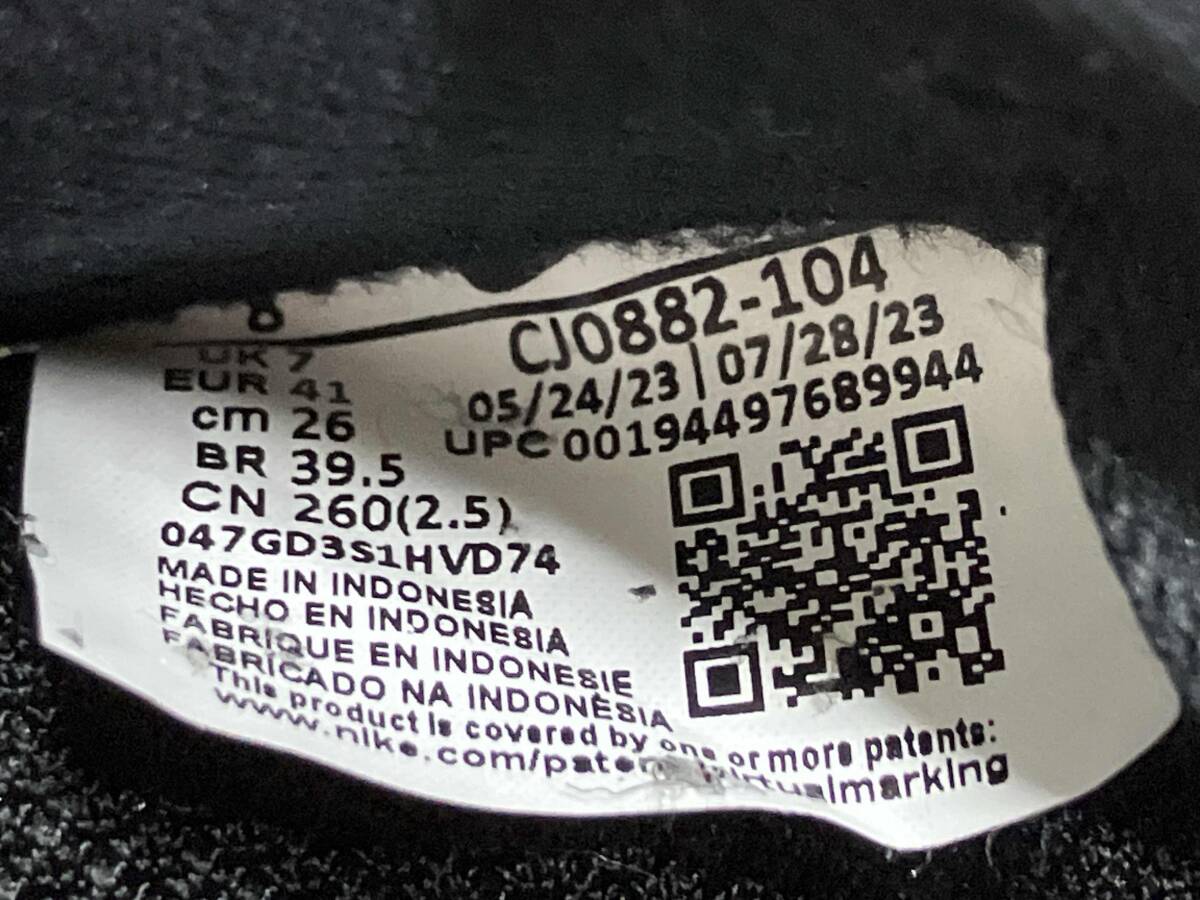 8
UK 7
EUR 41
cm 26
BR 39.5
CN 260(2.5)
CJ0882-104
05/24/23 | 07/28/23
UPC 00194497689944
047GD3S1HVD74
MADE IN INDONESIA
HECHO EN INDONESIA
FABRIQUE EN INDONESIE
FABRICADO NA INDONÉSIA
This product is covered by one or more patents:
www.nike.com/patents virtualmarking